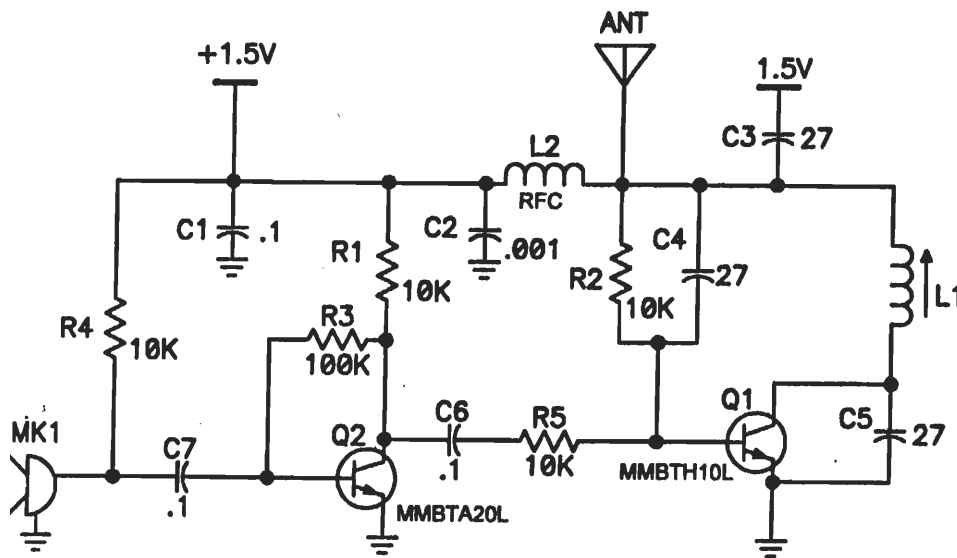 ANT
+1.5V
1.5V
C3
27
L2
RFC
C1
.1
R1
10K
C2
.001
R2
10K
C4
27
L1
R4
10K
R3
100K
MK1
C7
.1
Q2
MMBTA20L
C6
.1
R5
10K
Q1
MMBTH10L
C5
27